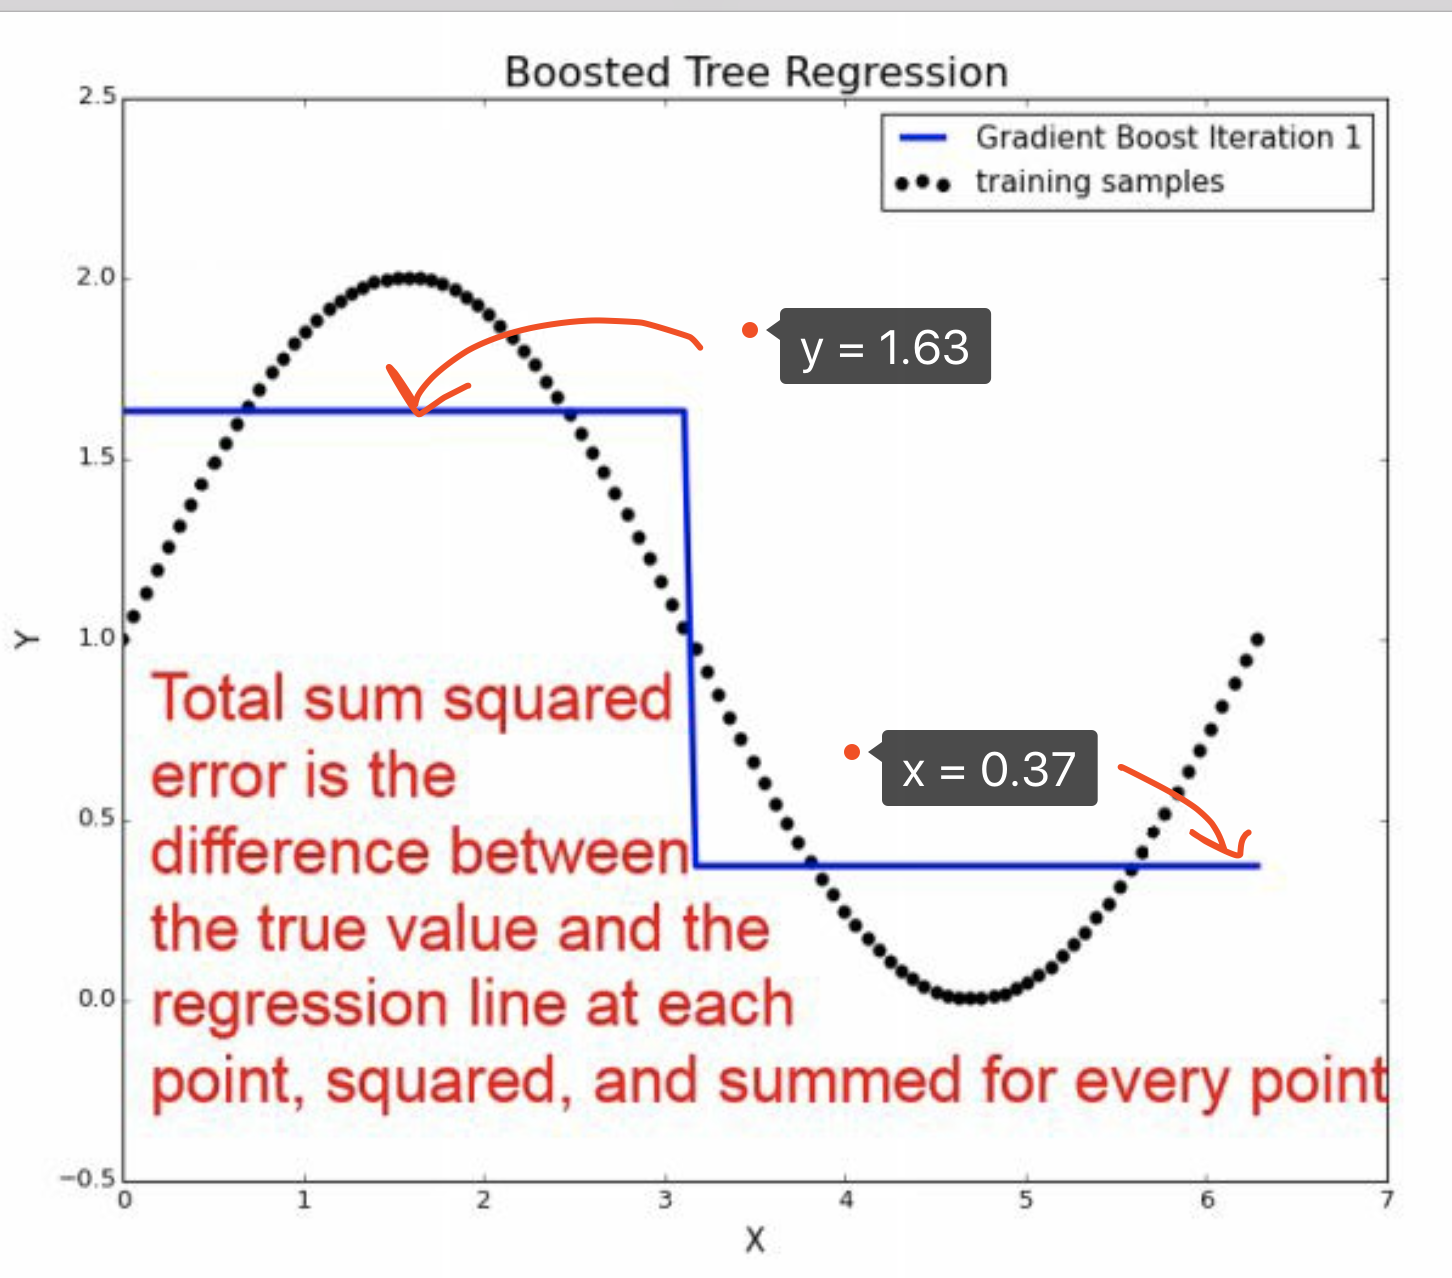 Boosted Tree Regression
2.5
Gradient Boost Iteration 1
training samples
2.0
y = 1.63
1.5
Y
1.0
Total sum squared
error is the
x = 0.37
0.5
difference between
the true value and the
0.0
regression line at each
point, squared, and summed for every point
−0.5
0 1 2 3 4 5 6 7
X